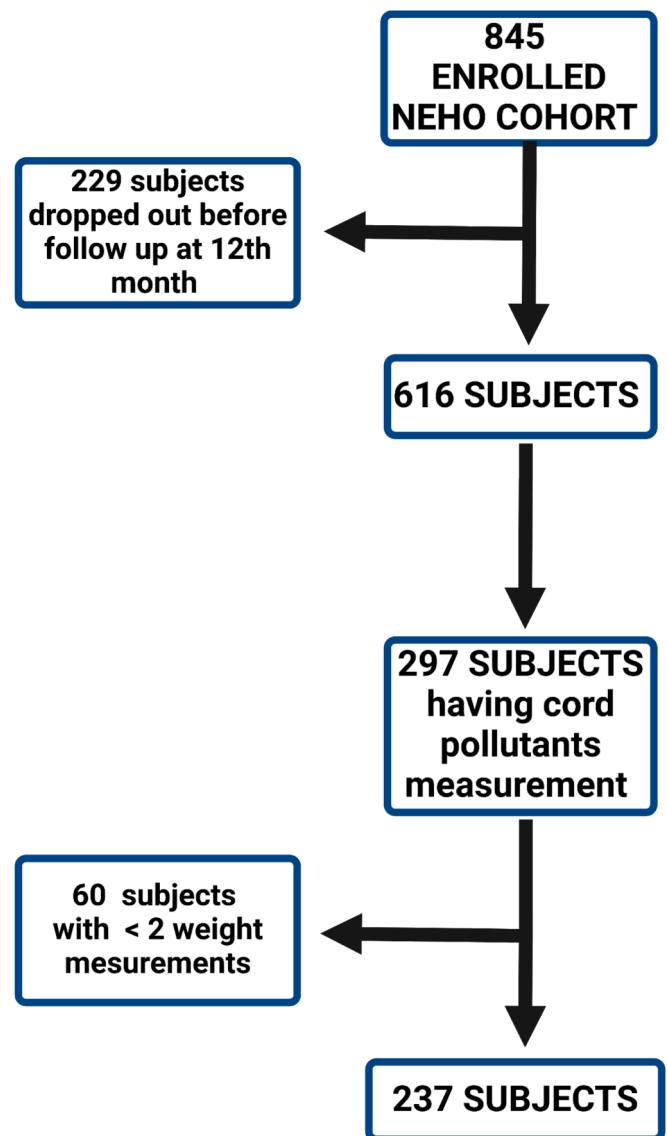 845
ENROLLED
NEHO COHORT
229 subjects
dropped out before
follow up at 12th
month
616 SUBJECTS
297 SUBJECTS
having cord
pollutants
measurement
60 subjects
with < 2 weight
mesurements
237 SUBJECTS